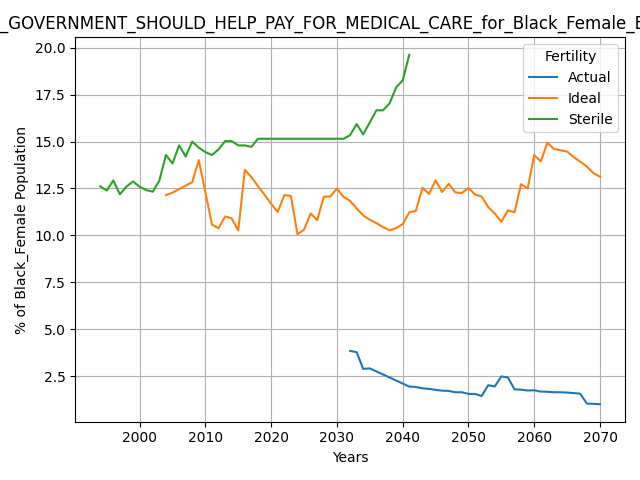 _GOVERNMENT_SHOULD_HELP_PAY_FOR_MEDICAL_CARE_for_Black_Female_
Fertility
Actual
Ideal
Sterile
% of Black_Female Population
20.0
17.5
15.0
12.5
10.0
7.5
5.0
2.5
2000 2010 2020 2030 2040 2050 2060 2070
Years